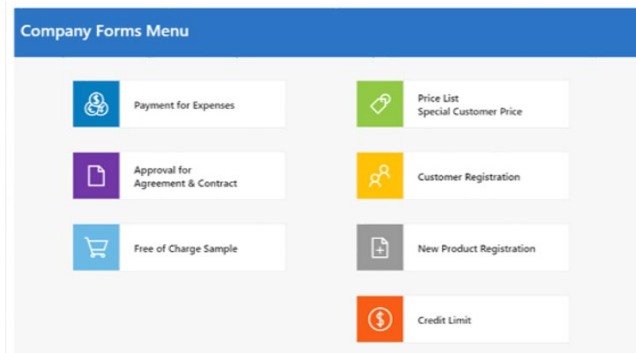 Company Forms Menu
Payment for Expenses
Price List
Special Customer Price
Approval for
Agreement & Contract
Customer Registration
Free of Charge Sample
New Product Registration
Credit Limit